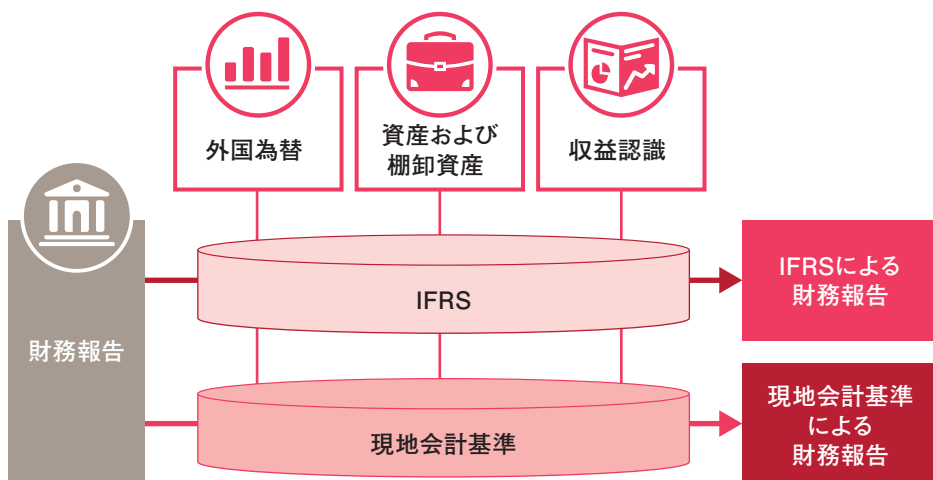 外国為替
資産および
棚卸資産
収益認識
財務報告
IFRS
IFRSによる
財務報告
現地会計基準
現地会計基準
による
財務報告